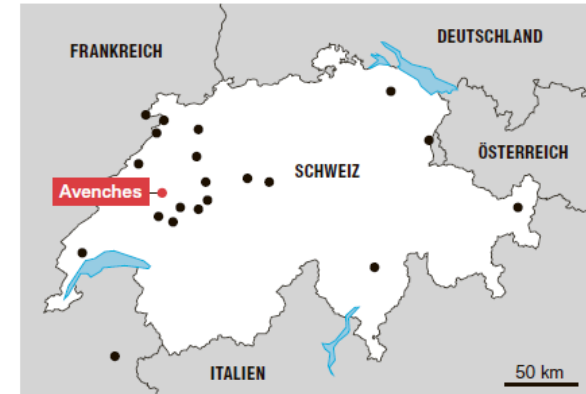 DEUTSCHLAND
FRANKREICH
ÖSTERREICH
SCHWEIZ
Avenches
ITALIEN
50 km